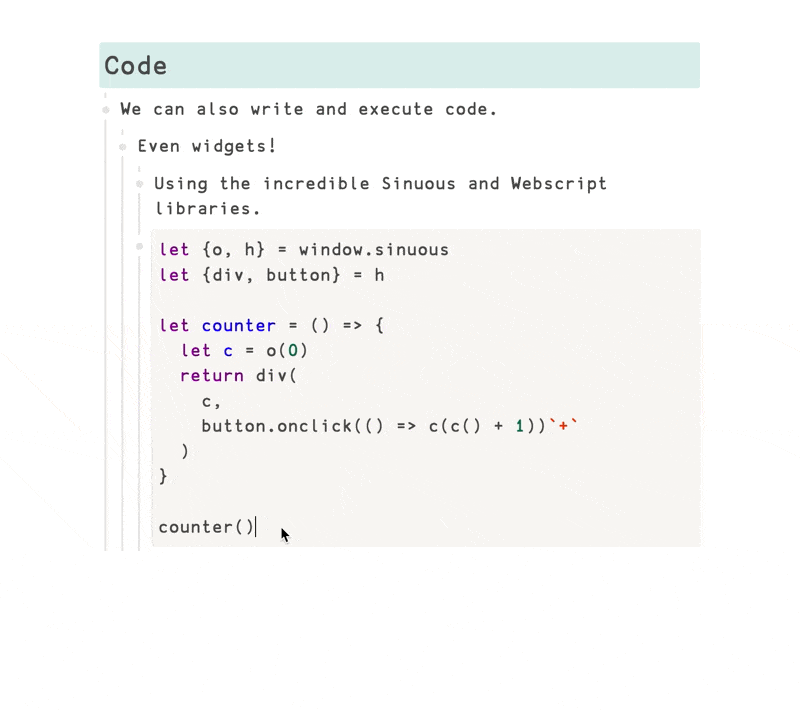 Code
We can also write and execute code.
Even widgets!
Using the incredible Sinuous and Webscript
libraries.
let {o, h} = window.sinuous
let {div, button} = h
let counter = () => {
  let c = o(0)
  return div(
    c,
    button.onclick(() => c(c() + 1))`+`
  )
}
counter()